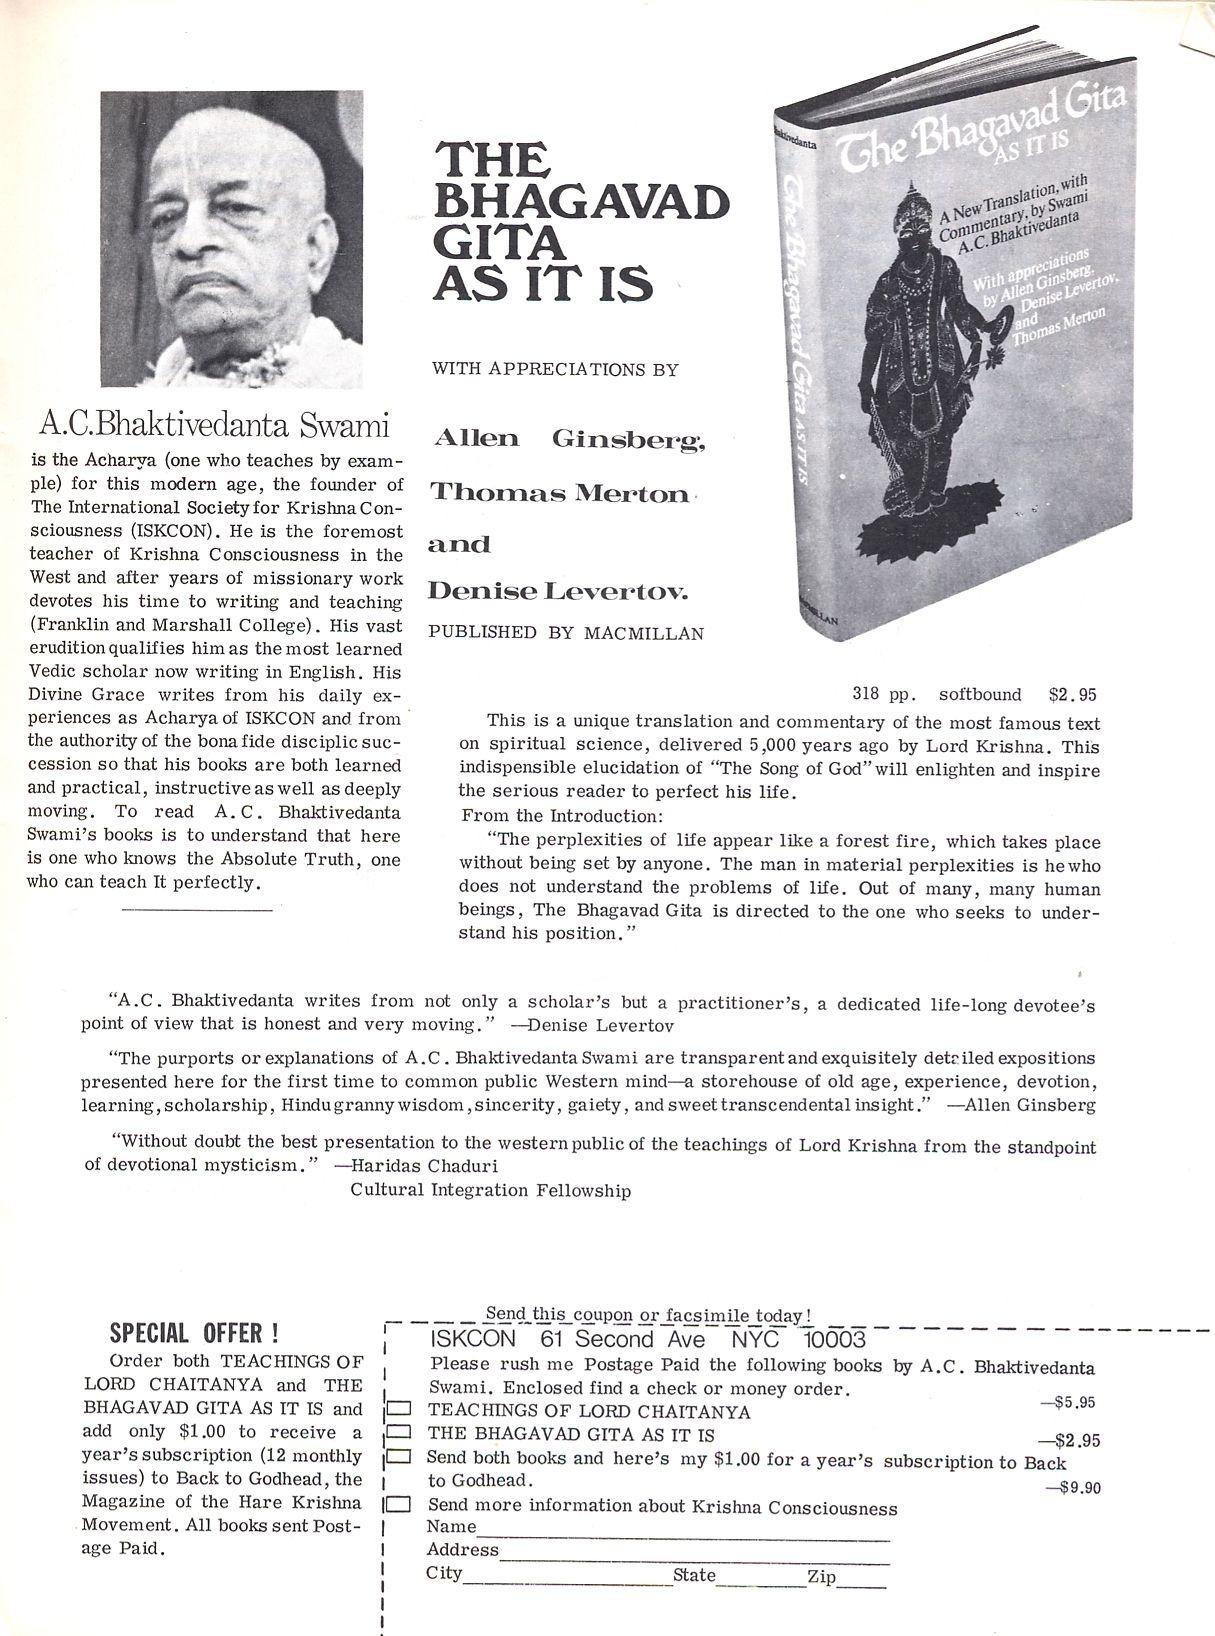 THE
BHAGAVAD
GITA
AS IT IS
WITH APPRECIATIONS BY
Allen Ginsberg,
Thomas Merton
and
Denise Levertov.
PUBLISHED BY MACMILLAN
Bhaktivedanta
The Bhagavad Gita AS IT IS
MACMILLAN
The Bhagavad Gita
AS IT IS
A New Translation, with
Commentary, by Swami
A.C. Bhaktivedanta
With appreciations
by Allen Ginsberg,
Denise Levertov,
and
Thomas Merton
A.C.Bhaktivedanta Swami
is the Acharya (one who teaches by exam-
ple) for this modern age, the founder of
The International Society for Krishna Con-
sciousness (ISKCON). He is the foremost
teacher of Krishna Consciousness in the
West and after years of missionary work
devotes his time to writing and teaching
(Franklin and Marshall College). His vast
erudition qualifies him as the most learned
Vedic scholar now writing in English. His
Divine Grace writes from his daily ex-
periences as Acharya of ISKCON and from
the authority of the bona fide disciplic suc-
cession so that his books are both learned
and practical, instructive as well as deeply
moving. To read A.C. Bhaktivedanta
Swami's books is to understand that here
is one who knows the Absolute Truth, one
who can teach It perfectly.
318 pp. softbound $2.95
This is a unique translation and commentary of the most famous text
on spiritual science, delivered 5,000 years ago by Lord Krishna. This
indispensible elucidation of "The Song of God" will enlighten and inspire
the serious reader to perfect his life.
From the Introduction:
"The perplexities of life appear like a forest fire, which takes place
without being set by anyone. The man in material perplexities is he who
does not understand the problems of life. Out of many, many human
beings, The Bhagavad Gita is directed to the one who seeks to under-
stand his position."
"A.C. Bhaktivedanta writes from not only a scholar's but a practitioner's, a dedicated life-long devotee's
point of view that is honest and very moving." —Denise Levertov
"The purports or explanations of A.C. Bhaktivedanta Swami are transparent and exquisitely detailed expositions
presented here for the first time to common public Western mind—a storehouse of old age, experience, devotion,
learning, scholarship, Hindu granny wisdom, sincerity, gaiety, and sweet transcendental insight." —Allen Ginsberg
"Without doubt the best presentation to the western public of the teachings of Lord Krishna from the standpoint
of devotional mysticism." —Haridas Chaduri
Cultural Integration Fellowship
SPECIAL OFFER !
Order both TEACHINGS OF
LORD CHAITANYA and THE
BHAGAVAD GITA AS IT IS and
add only $1.00 to receive a
year's subscription (12 monthly
issues) to Back to Godhead, the
Magazine of the Hare Krishna
Movement. All books sent Post-
age Paid.
Send this coupon or facsimile today!
ISKCON 61 Second Ave NYC 10003
Please rush me Postage Paid the following books by A.C. Bhaktivedanta
Swami. Enclosed find a check or money order.
TEACHINGS OF LORD CHAITANYA —$5.95
THE BHAGAVAD GITA AS IT IS —$2.95
Send both books and here's my $1.00 for a year's subscription to Back
to Godhead. —$9.90
Send more information about Krishna Consciousness
Name
Address
City State Zip